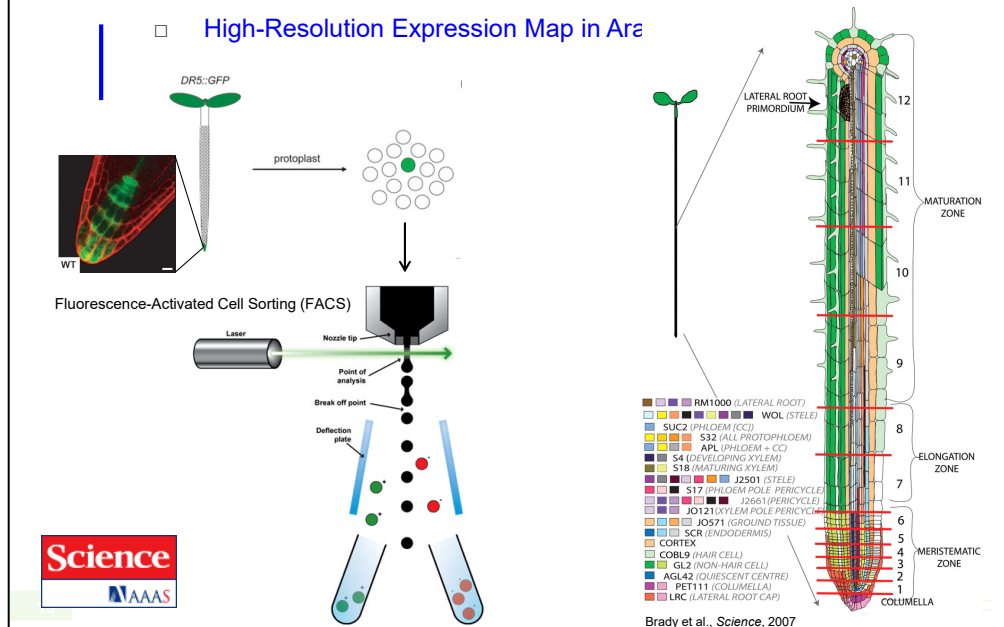 High-Resolution Expression Map in Ara
DR5::GFP
protoplast
WT
Fluorescence-Activated Cell Sorting (FACS)
Laser
Nozzle tip
Point of
analysis
Break off point
Deflection
plate
+
-
+
-
Science
AAAS
LATERAL ROOT
PRIMORDIUM
12
11
10
9
8
7
6
5
4
3
2
1
MATURATION
ZONE
ELONGATION
ZONE
MERISTEMATIC
ZONE
COLUMELLA
RM1000 (LATERAL ROOT)
WOL (STELE)
SUC2 (PHLOEM [CC])
S32 (ALL PROTOPHLOEM)
APL (PHLOEM + CC)
S4 (DEVELOPING XYLEM)
S18 (MATURING XYLEM)
J2501 (STELE)
S17 (PHLOEM POLE PERICYCLE)
J2661 (PERICYCLE)
JO121 (XYLEM POLE PERICYCLE)
JO571 (GROUND TISSUE)
SCR (ENDODERMIS)
CORTEX
COBL9 (HAIR CELL)
GL2 (NON-HAIR CELL)
AGL42 (QUIESCENT CENTRE)
PET111 (COLUMELLA)
LRC (LATERAL ROOT CAP)
Brady et al., Science, 2007